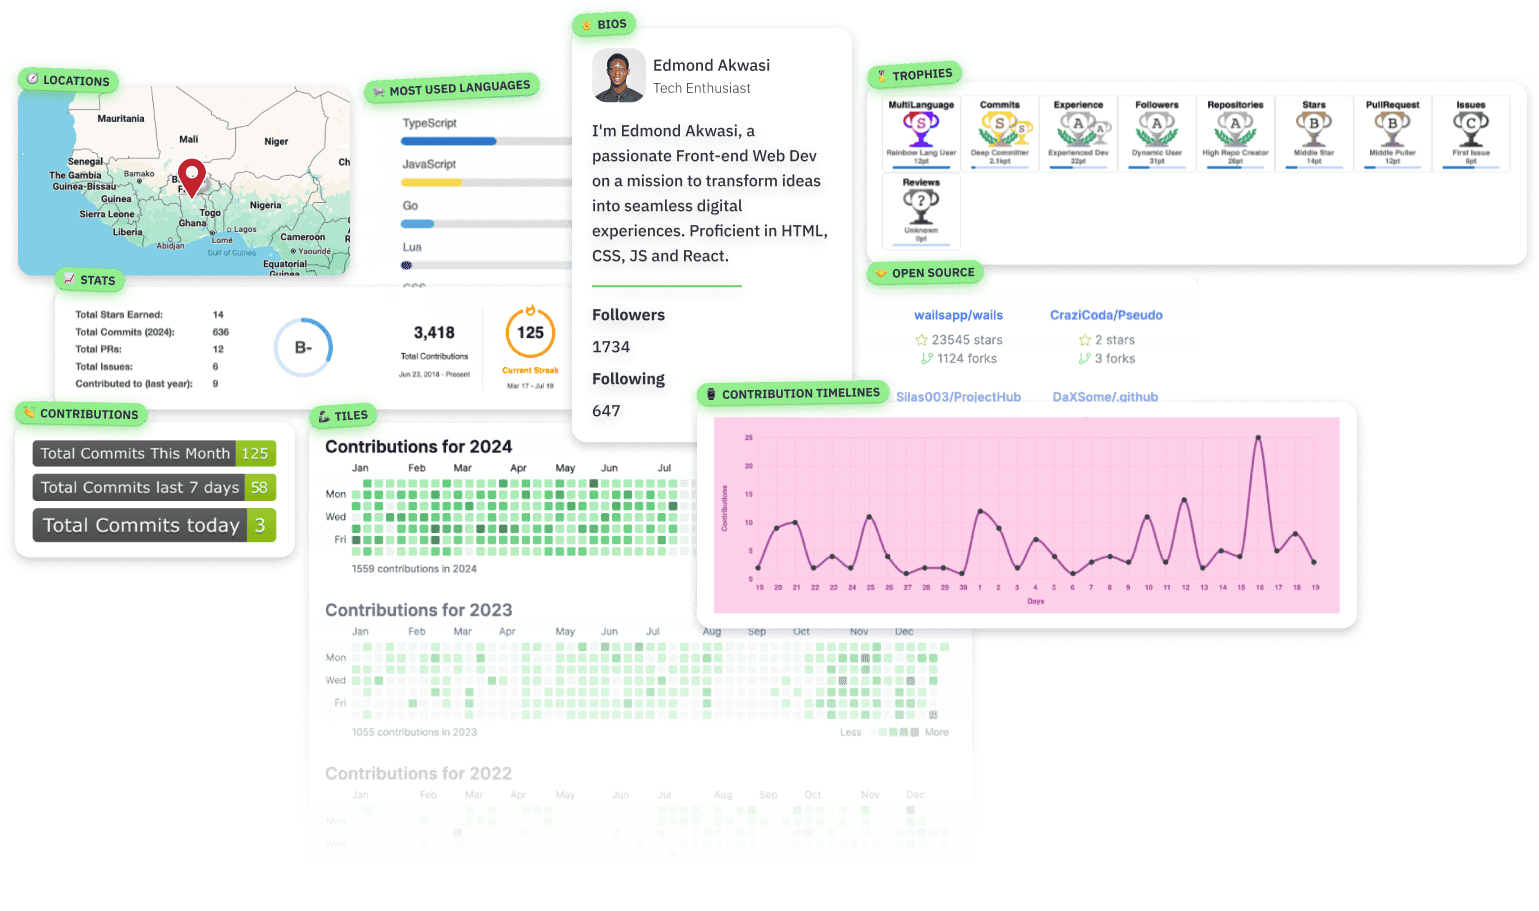 LOCATIONS
Mauritania
Mali
Niger
Ch
Senegal
The Gambia
Bamako
Guinea-Bissau
Guinea
Sierra Leone
Liberia
Togo
Ghana
Nigeria
Lagos
Lomé
Abidjan
Gulf of Guinea
Cameroon
Yaoundé
Equatorial
Guinea
MOST USED LANGUAGES
TypeScript
JavaScript
Go
Lua
CSS
BIOS
Edmond Akwasi
Tech Enthusiast
I'm Edmond Akwasi, a
passionate Front-end Web Dev
on a mission to transform ideas
into seamless digital
experiences. Proficient in HTML,
CSS, JS and React.
Followers
1734
Following
647
TROPHIES
MultiLanguage
S
Rainbow Lang User
12pt
Commits
S S S
Deep Committer
2.1kpt
Experience
A A A
Experienced Dev
22pt
Followers
A
Dynamic User
31pt
Repositories
A
High Repo Creator
26pt
Stars
B
Middle Star
14pt
PullRequest
B
Middle Puller
12pt
Issues
C
First Issue
6pt
Reviews
?
Unknown
0pt
STATS
Total Stars Earned: 14
Total Commits (2024): 636
Total PRs: 12
Total Issues: 6
Contributed to (last year): 9
B-
3,418
Total Contributions
Jun 23, 2018 - Present
125
Current Streak
Mar 17 - Jul 19
OPEN SOURCE
wailsapp/wails
23545 stars
1124 forks
CraziCoda/Pseudo
2 stars
3 forks
Silas003/ProjectHub
DaXSome/.github
CONTRIBUTIONS
Total Commits This Month 125
Total Commits last 7 days 58
Total Commits today 3
TILES
Contributions for 2024
Jan Feb Mar Apr May Jun Jul
Mon
Wed
Fri
1559 contributions in 2024
Contributions for 2023
Jan Feb Mar Apr May Jun Jul Aug Sep Oct Nov Dec
Mon
Wed
Fri
1055 contributions in 2023
Less More
Contributions for 2022
Jan Feb Mar Apr May Jun Jul Aug Sep Oct Nov Dec
Mon
Wed
CONTRIBUTION TIMELINES
Contributions
25
20
15
10
5
0
19 20 21 22 23 24 25 26 27 28 29 30 1 2 3 4 5 6 7 8 9 10 11 12 13 14 15 16 17 18 19
Days